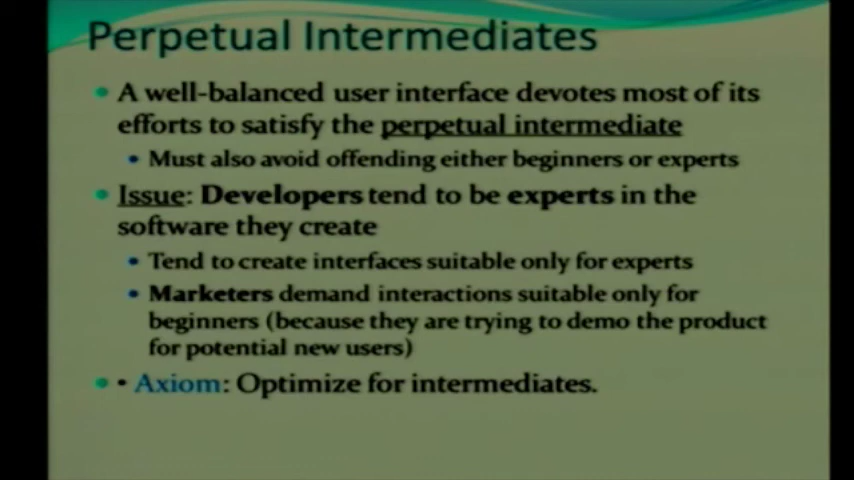 Perpetual Intermediates
• A well-balanced user interface devotes most of its
efforts to satisfy the perpetual intermediate
• Must also avoid offending either beginners or experts
• Issue: Developers tend to be experts in the
software they create
• Tend to create interfaces suitable only for experts
• Marketers demand interactions suitable only for
beginners (because they are trying to demo the product
for potential new users)
• • Axiom: Optimize for intermediates.